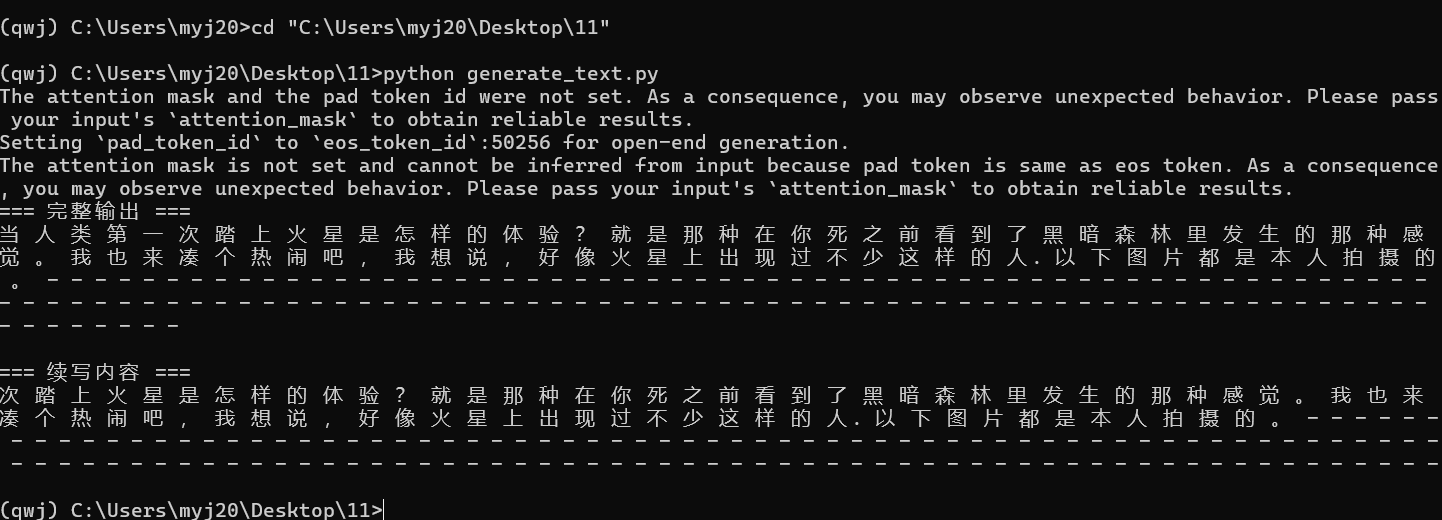 (qwj) C:\Users\myj20>cd "C:\Users\myj20\Desktop\11"
(qwj) C:\Users\myj20\Desktop\11>python generate_text.py
The attention mask and the pad token id were not set. As a consequence, you may observe unexpected behavior. Please pass
your input's `attention_mask` to obtain reliable results.
Setting `pad_token_id` to `eos_token_id`:50256 for open-end generation.
The attention mask is not set and cannot be inferred from input because pad token is same as eos token. As a consequence
, you may observe unexpected behavior. Please pass your input's `attention_mask` to obtain reliable results.
=== 完整输出 ===
当 人 类 第 一 次 踏 上 火 星 是 怎 样 的 体 验 ? 就 是 那 种 在 你 死 之 前 看 到 了 黑 暗 森 林 里 发 生 的 那 种 感
觉 。 我 也 来 凑 个 热 闹 吧 , 我 想 说 , 好 像 火 星 上 出 现 过 不 少 这 样 的 人 . 以 下 图 片 都 是 本 人 拍 摄 的
。 - - - - - - - - - - - - - - - - - - - - - - - - - - - - - - - - - - - - - - - - - - - - - - - - - - - - - - - - - -
- - - - - - - - - - - - - - - - - - - - - - - - - - - - - - - - - - - - - - - - - - - - - - - - - - - - - - - - - - - -
- - - - - - - -
=== 续写内容 ===
次 踏 上 火 星 是 怎 样 的 体 验 ? 就 是 那 种 在 你 死 之 前 看 到 了 黑 暗 森 林 里 发 生 的 那 种 感 觉 。 我 也 来
凑 个 热 闹 吧 , 我 想 说 , 好 像 火 星 上 出 现 过 不 少 这 样 的 人 . 以 下 图 片 都 是 本 人 拍 摄 的 。 - - - - - -
- - - - - - - - - - - - - - - - - - - - - - - - - - - - - - - - - - - - - - - - - - - - - - - - - - - - - - - - - - - -
- - - - - - - - - - - - - - - - - - - - - - - - - - - - - - - - - - - - - - - - - - - - - - - - - - - - - - - - - - - -
(qwj) C:\Users\myj20\Desktop\11>